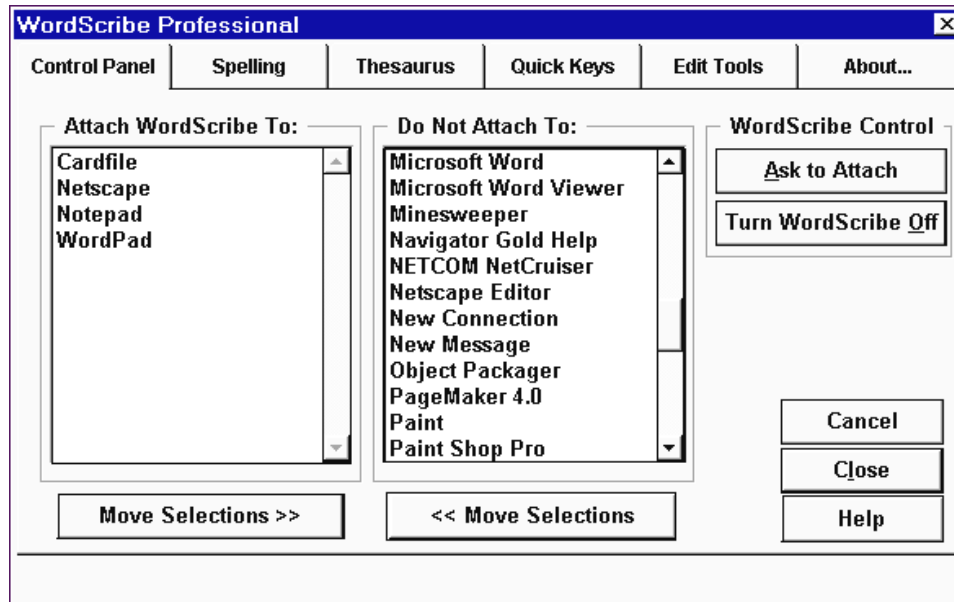 WordScribe Professional
Control Panel
Spelling
Thesaurus
Quick Keys
Edit Tools
About...
Attach WordScribe To:
Cardfile
Netscape
Notepad
WordPad
Move Selections >>
Do Not Attach To:
Microsoft Word
Microsoft Word Viewer
Minesweeper
Navigator Gold Help
NETCOM NetCruiser
Netscape Editor
New Connection
New Message
Object Packager
PageMaker 4.0
Paint
Paint Shop Pro
<< Move Selections
WordScribe Control
Ask to Attach
Turn WordScribe Off
Cancel
Close
Help